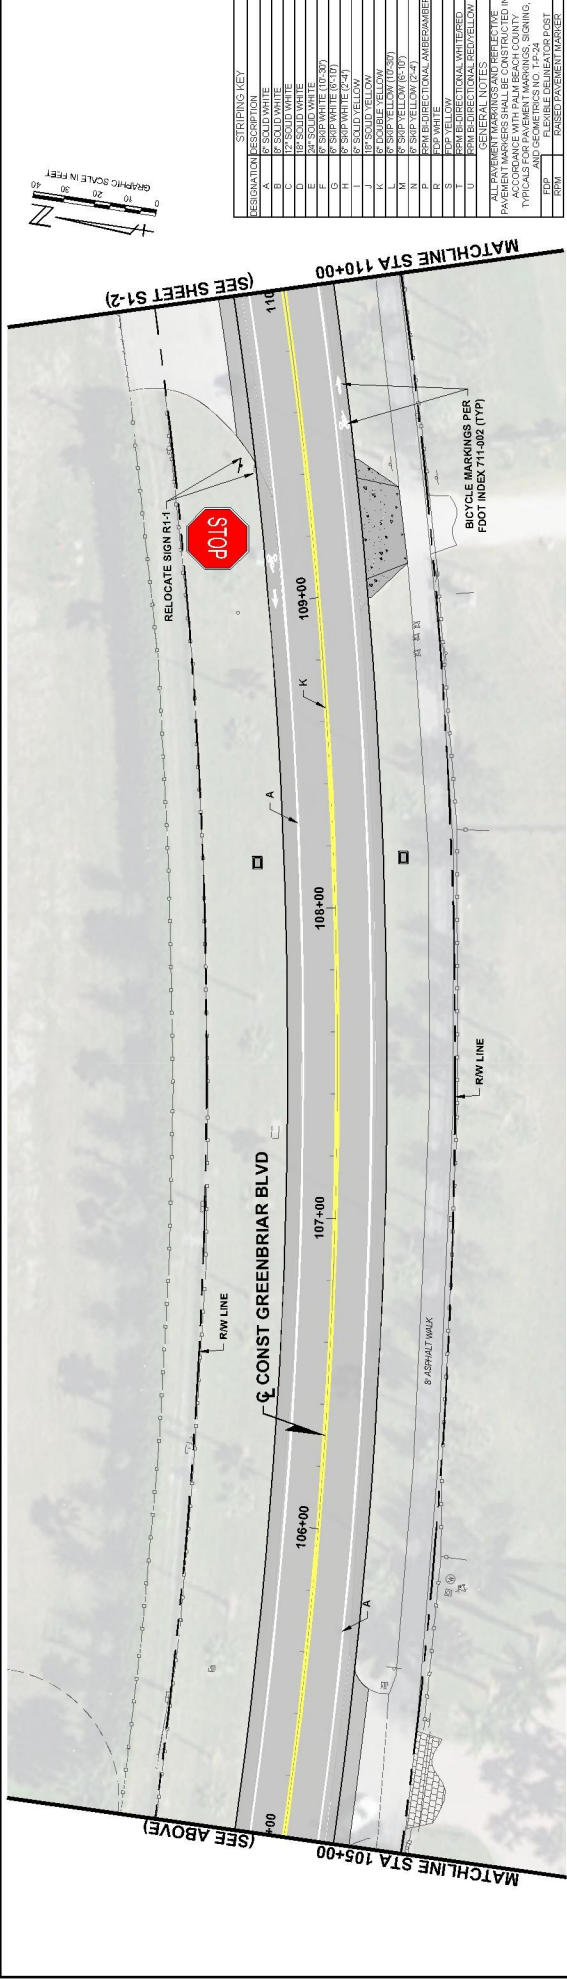 STRIPING KEY
DESIGNATION DESCRIPTION
A 6" SOLID WHITE
B 8" SOLID WHITE
C 12" SOLID WHITE
D 18" SOLID WHITE
E 24" SOLID WHITE
F 6" SKIP WHITE (10'-30')
G 6" SKIP WHITE (6'-10')
H 6" SKIP WHITE (2'-4')
I 6" SOLID YELLOW
J 18" SOLID YELLOW
K 6" DOUBLE YELLOW
L 6" SKIP YELLOW (10'-30')
M 6" SKIP YELLOW (6'-10')
N 6" SKIP YELLOW (2'-4')
P RPM BI-DIRECTIONAL AMBER/AMBER
R FDP WHITE
S FDP YELLOW
T RPM BI-DIRECTIONAL WHITE/RED
U RPM BI-DIRECTIONAL RED/YELLOW
GENERAL NOTES
ALL PAVEMENT MARKINGS AND REFLECTIVE
PAVEMENT MARKERS SHALL BE CONSTRUCTED IN
ACCORDANCE WITH PALM BEACH COUNTY
TYPICALS FOR PAVEMENT MARKINGS, SIGNING,
AND GEOMETRICS NO. T-P-24
FDP FLEXIBLE DELINEATOR POST
RPM RAISED PAVEMENT MARKER
0 10 20 30 40
GRAPHIC SCALE IN FEET
N
MATCHLINE STA 110+00
(SEE SHEET S1-2)
110
RELOCATE SIGN R1-1
STOP
BICYCLE MARKINGS PER
FDOT INDEX 711-002 (TYP)
109+00
K
A
108+00
R/W LINE
107+00
℄ CONST GREENBRIAR BLVD
R/W LINE
8' ASPHALT WALK
106+00
A
+00
(SEE ABOVE)
MATCHLINE STA 105+00